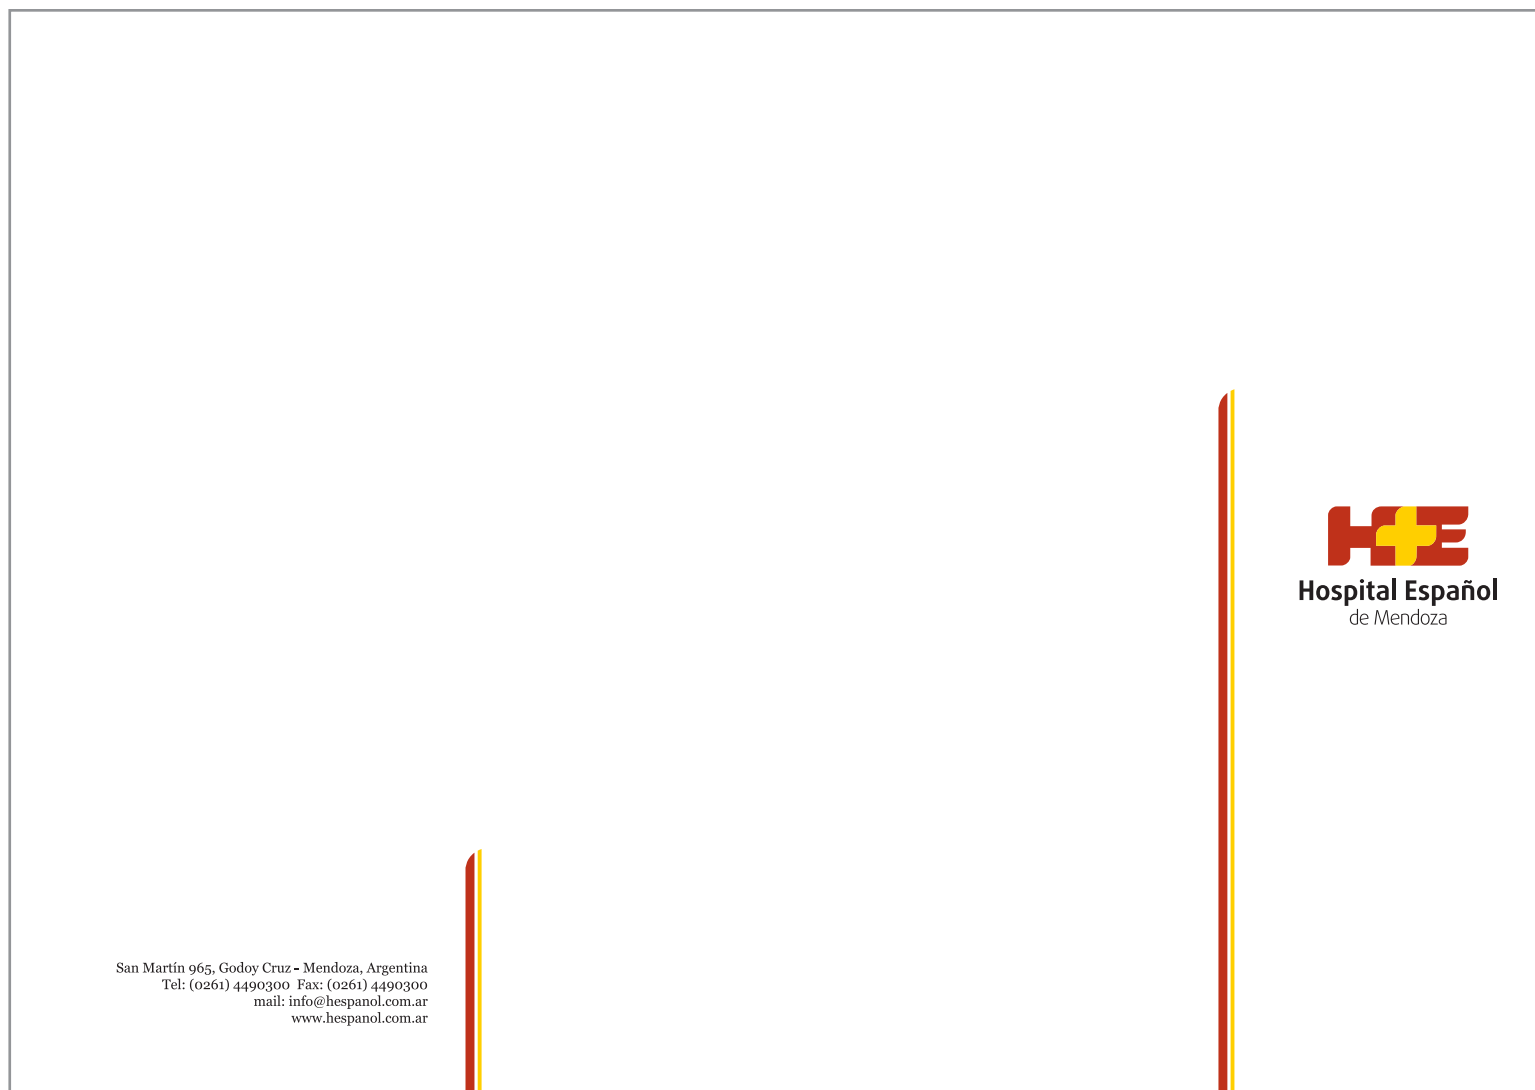 H+E
Hospital Español
de Mendoza
San Martín 965, Godoy Cruz - Mendoza, Argentina
Tel: (0261) 4490300 Fax: (0261) 4490300
mail: info@hespanol.com.ar
www.hespanol.com.ar